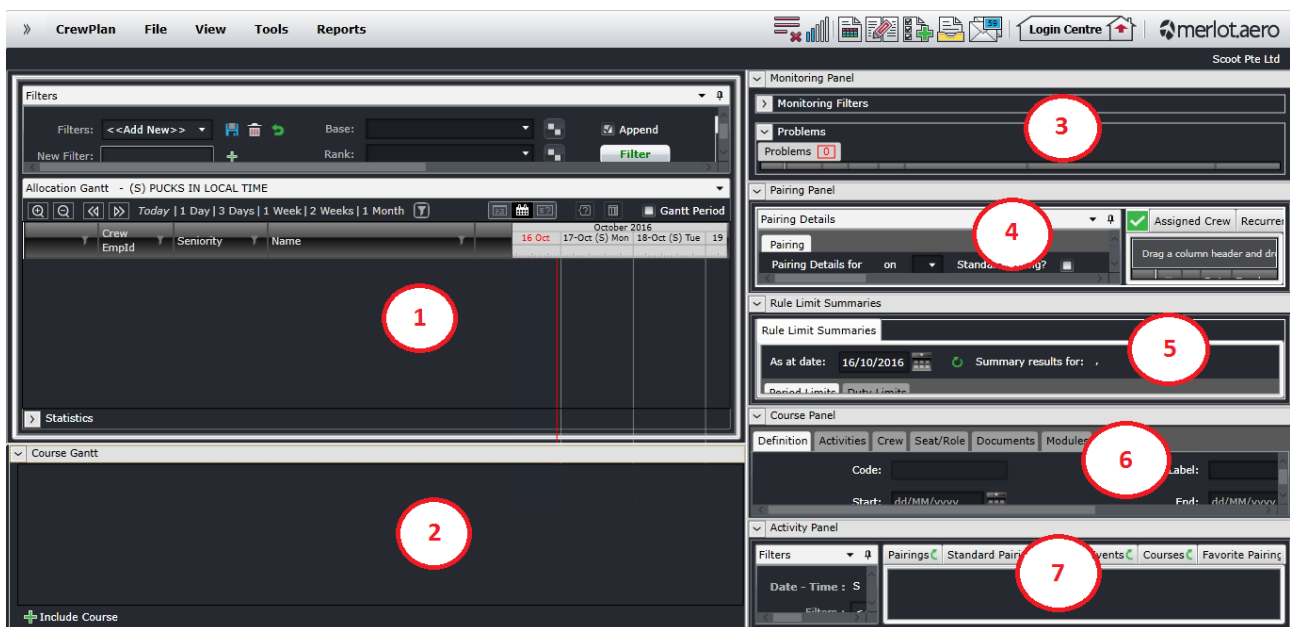 » CrewPlan File View Tools Reports
59
Login Centre
merlot.aero
Scoot Pte Ltd
Filters
Filters: <<Add New>> Base: Append
New Filter: Rank: Filter
Allocation Gantt - (S) PUCKS IN LOCAL TIME
Today | 1 Day | 3 Days | 1 Week | 2 Weeks | 1 Month Gantt Period
October 2016
Crew EmpId Seniority Name 16 Oct 17-Oct (S) Mon 18-Oct (S) Tue 19
1
Statistics
Course Gantt
2
Include Course
Monitoring Panel
Monitoring Filters
3
Problems
Problems 0
Pairing Panel
Pairing Details Assigned Crew Recurre
4
Pairing
Drag a column header and dr
Pairing Details for on
Rule Limit Summaries
Rule Limit Summaries
5
As at date: 16/10/2016 Summary results for: ,
Period Limits Duty Limits
Course Panel
Definition Activities Crew Seat/Role Documents Modules
6
Code: Label:
Start: dd/MM/yyyy End: dd/MM/yyyy
Activity Panel
Filters Pairings Standard Courses Favorite Pairing
7
Date - Time : S
Filters :